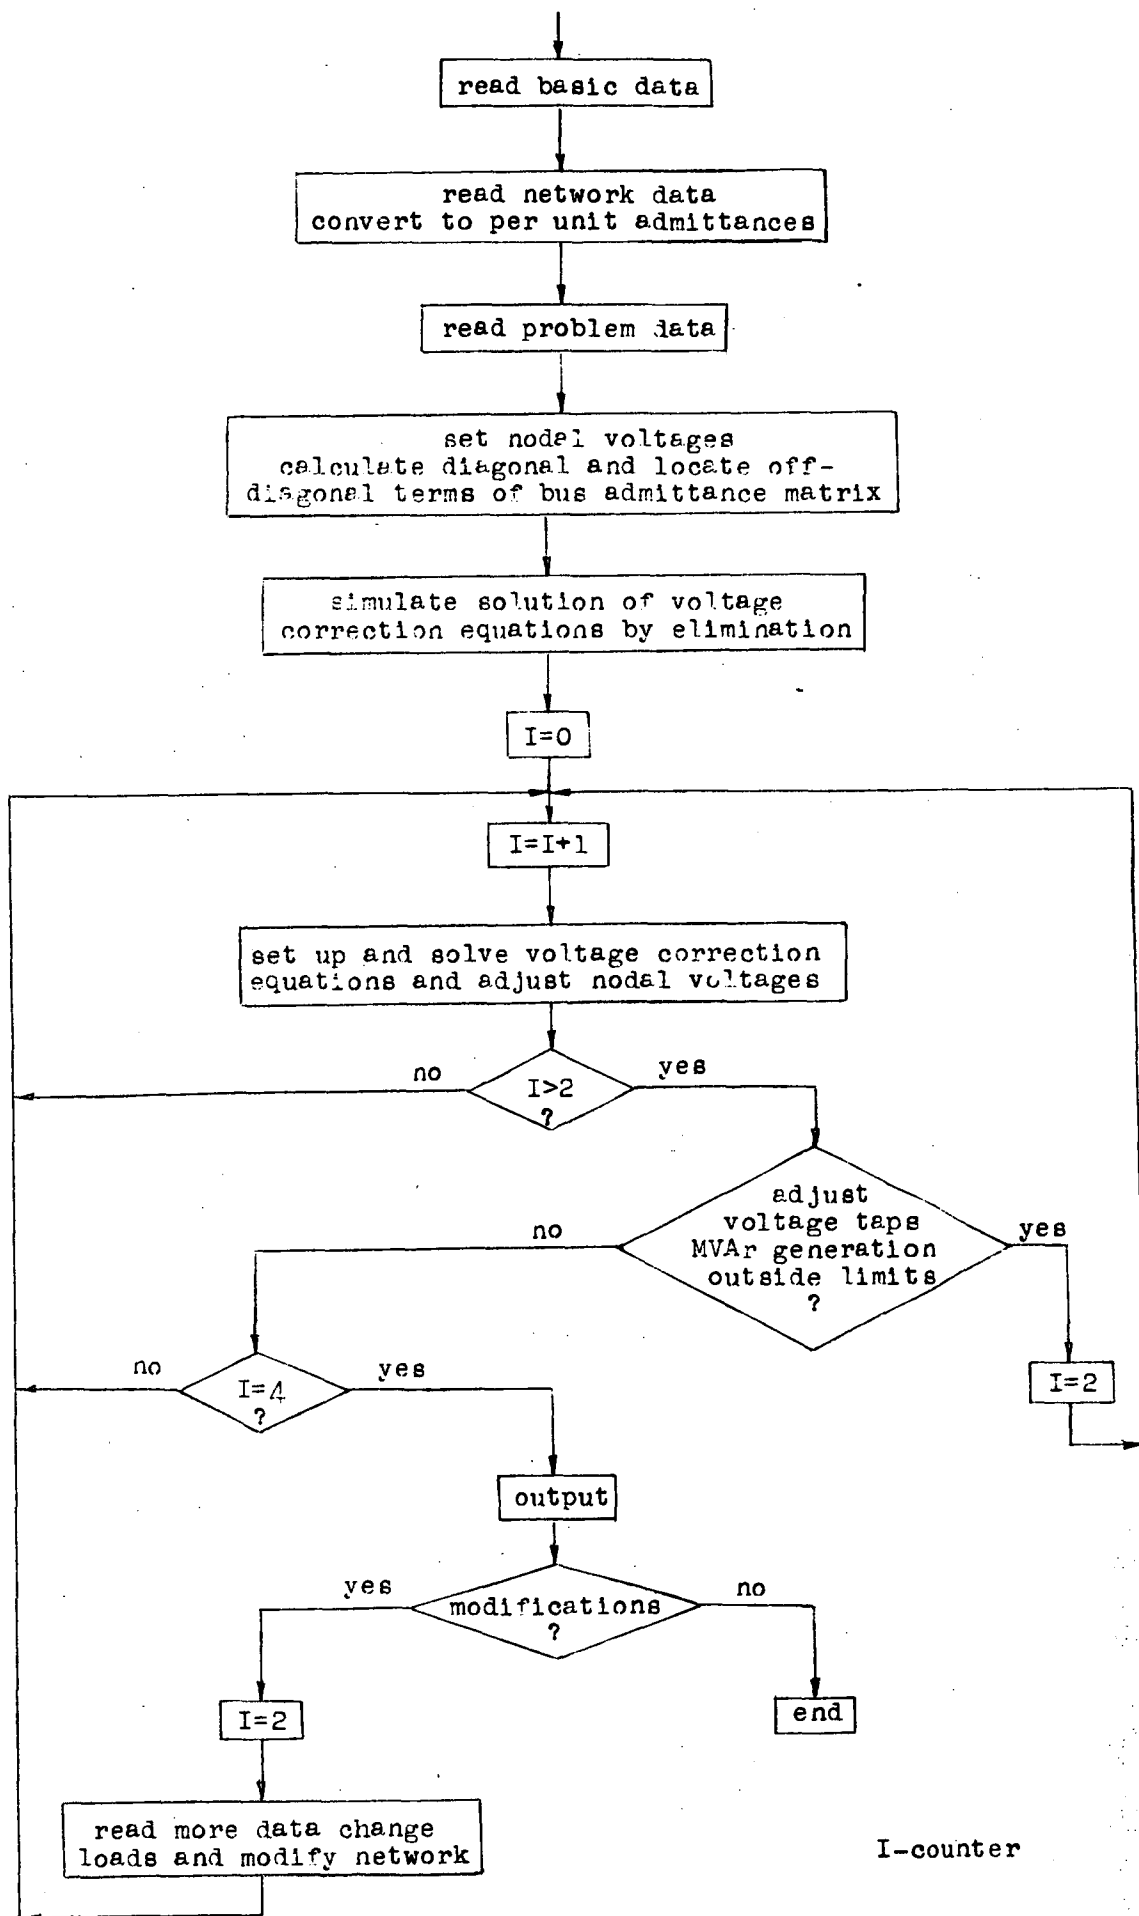 read basic data
read network data
convert to per unit admittances
read problem data
set nodal voltages
calculate diagonal and locate off-
diagonal terms of bus admittance matrix
simulate solution of voltage
correction equations by elimination
I=0
I=I+1
set up and solve voltage correction
equations and adjust nodal voltages
no
I>2
?
yes
no
adjust
voltage taps
MVAr generation
outside limits
?
yes
no
I=4
?
yes
I=2
output
yes
modifications
?
no
I=2
end
read more data change
loads and modify network
I-counter